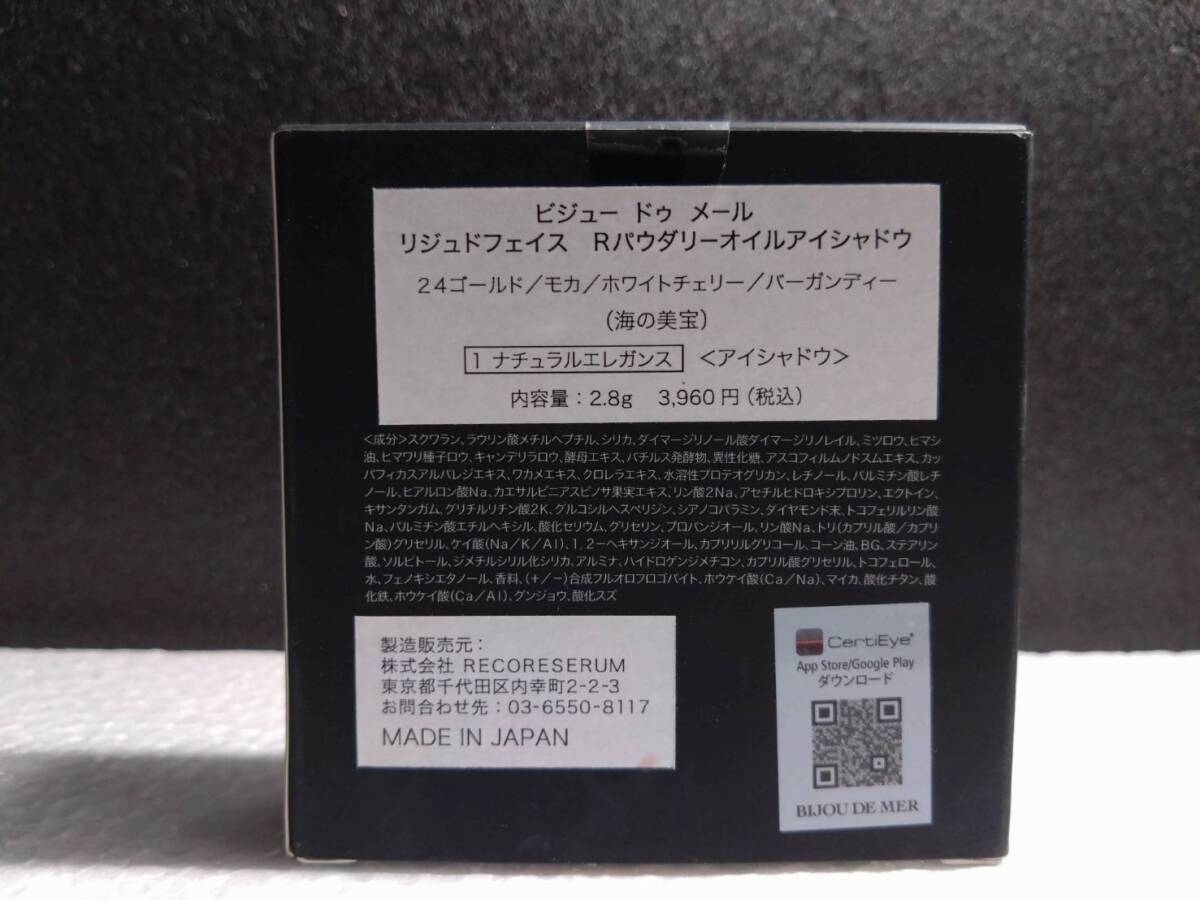 ビジュー ドゥ メール
リジュドフェイス Rパウダリーオイルアイシャドウ
24ゴールド/モカ/ホワイトチェリー/バーガンディー
(海の美宝)
1 ナチュラルエレガンス <アイシャドウ>
内容量:2.8g 3,960円(税込)
<成分>スクワラン、ラウリン酸メチルヘプチル、シリカ、ダイマージリノール酸ダイマージリノレイル、ミツロウ、ヒマシ
油、ヒマワリ種子ロウ、キャンデリラロウ、酵母エキス、バチルス発酵物、異性化糖、アスコフィルムノドスムエキス、カッ
パフィカスアルバレジエキス、ワカメエキス、クロレラエキス、水溶性プロテオグリカン、レチノール、パルミチン酸レチ
ノール、ヒアルロン酸Na、カエサルピニアスピノサ果実エキス、リン酸2Na、アセチルヒドロキシプロリン、エクトイン、
キサンタンガム、グリチルリチン酸2K、グルコシルヘスペリジン、シアノコバラミン、ダイヤモンド末、トコフェリルリン酸
Na、パルミチン酸エチルヘキシル、酸化セリウム、グリセリン、プロパンジオール、リン酸Na、トリ(カプリル酸/カプリ
ン酸)グリセリル、ケイ酸(Na/K/Al)、1,2-ヘキサンジオール、カプリリルグリコール、コーン油、BG、ステアリン
酸、ソルビトール、ジメチルシリル化シリカ、アルミナ、ハイドロゲンジメチコン、カプリル酸グリセリル、トコフェロール、
水、フェノキシエタノール、香料、(+/-)合成フルオロフロゴパイト、ホウケイ酸(Ca/Na)、マイカ、酸化チタン、酸
化鉄、ホウケイ酸(Ca/Al)、グンジョウ、酸化スズ
製造販売元:
株式会社 RECORESERUM
東京都千代田区内幸町2-2-3
お問合わせ先:03-6550-8117
MADE IN JAPAN
CertiEye
App Store/Google Play
ダウンロード
BIJOU DE MER